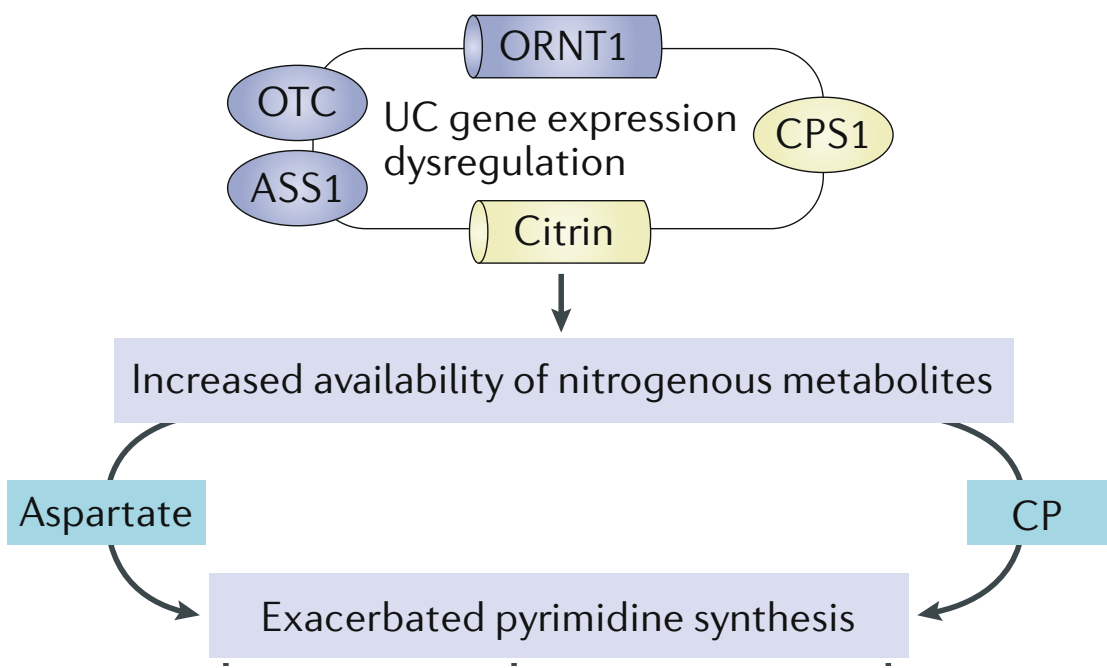 ORNT1
OTC
UC gene expression
dysregulation
CPS1
ASS1
Citrin
Increased availability of nitrogenous metabolites
Aspartate
CP
Exacerbated pyrimidine synthesis